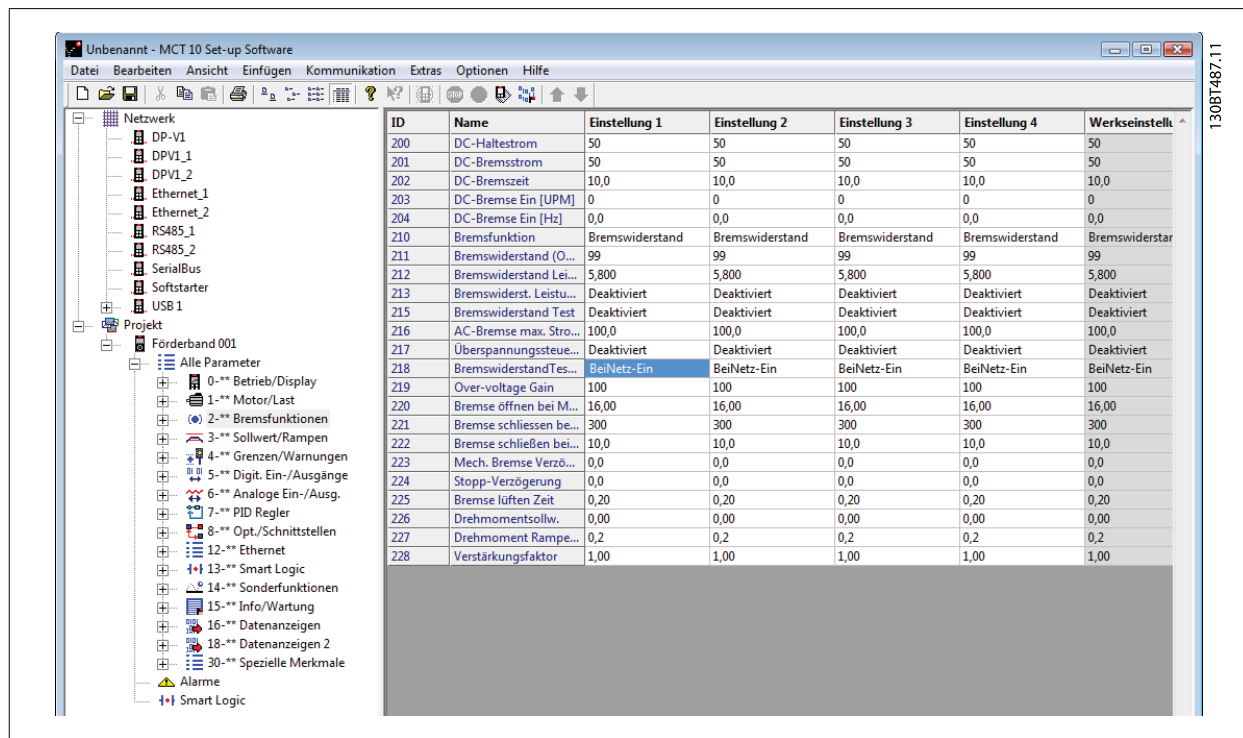 Unbenannt - MCT 10 Set-up Software
Datei Bearbeiten Ansicht Einfügen Kommunikation Extras Optionen Hilfe
STOP
Netzwerk
DP-V1
DPV1_1
DPV1_2
Ethernet_1
Ethernet_2
RS485_1
RS485_2
SerialBus
Softstarter
USB 1
Projekt
Förderband 001
Alle Parameter
0-** Betrieb/Display
1-** Motor/Last
2-** Bremsfunktionen
3-** Sollwert/Rampen
4-** Grenzen/Warnungen
5-** Digit. Ein-/Ausgänge
6-** Analoge Ein-/Ausg.
7-** PID Regler
8-** Opt./Schnittstellen
12-** Ethernet
13-** Smart Logic
14-** Sonderfunktionen
15-** Info/Wartung
16-** Datenanzeigen
18-** Datenanzeigen 2
30-** Spezielle Merkmale
Alarme
Smart Logic
ID Name Einstellung 1 Einstellung 2 Einstellung 3 Einstellung 4 Werkseinstellu
200 DC-Haltestrom 50 50 50 50 50
201 DC-Bremsstrom 50 50 50 50 50
202 DC-Bremszeit 10,0 10,0 10,0 10,0 10,0
203 DC-Bremse Ein [UPM] 0 0 0 0 0
204 DC-Bremse Ein [Hz] 0,0 0,0 0,0 0,0 0,0
210 Bremsfunktion Bremswiderstand Bremswiderstand Bremswiderstand Bremswiderstand Bremswiderstar
211 Bremswiderstand (O... 99 99 99 99 99
212 Bremswiderstand Lei... 5,800 5,800 5,800 5,800 5,800
213 Bremswiderst. Leistu... Deaktiviert Deaktiviert Deaktiviert Deaktiviert Deaktiviert
215 Bremswiderstand Test Deaktiviert Deaktiviert Deaktiviert Deaktiviert Deaktiviert
216 AC-Bremse max. Stro... 100,0 100,0 100,0 100,0 100,0
217 Überspannungssteue... Deaktiviert Deaktiviert Deaktiviert Deaktiviert Deaktiviert
218 BremswiderstandTes... BeiNetz-Ein BeiNetz-Ein BeiNetz-Ein BeiNetz-Ein BeiNetz-Ein
219 Over-voltage Gain 100 100 100 100 100
220 Bremse öffnen bei M... 16,00 16,00 16,00 16,00 16,00
221 Bremse schliessen be... 300 300 300 300 300
222 Bremse schließen bei... 10,0 10,0 10,0 10,0 10,0
223 Mech. Bremse Verzö... 0,0 0,0 0,0 0,0 0,0
224 Stopp-Verzögerung 0,0 0,0 0,0 0,0 0,0
225 Bremse lüften Zeit 0,20 0,20 0,20 0,20 0,20
226 Drehmomentsollw. 0,00 0,00 0,00 0,00 0,00
227 Drehmoment Rampe... 0,2 0,2 0,2 0,2 0,2
228 Verstärkungsfaktor 1,00 1,00 1,00 1,00 1,00
130BT487.11